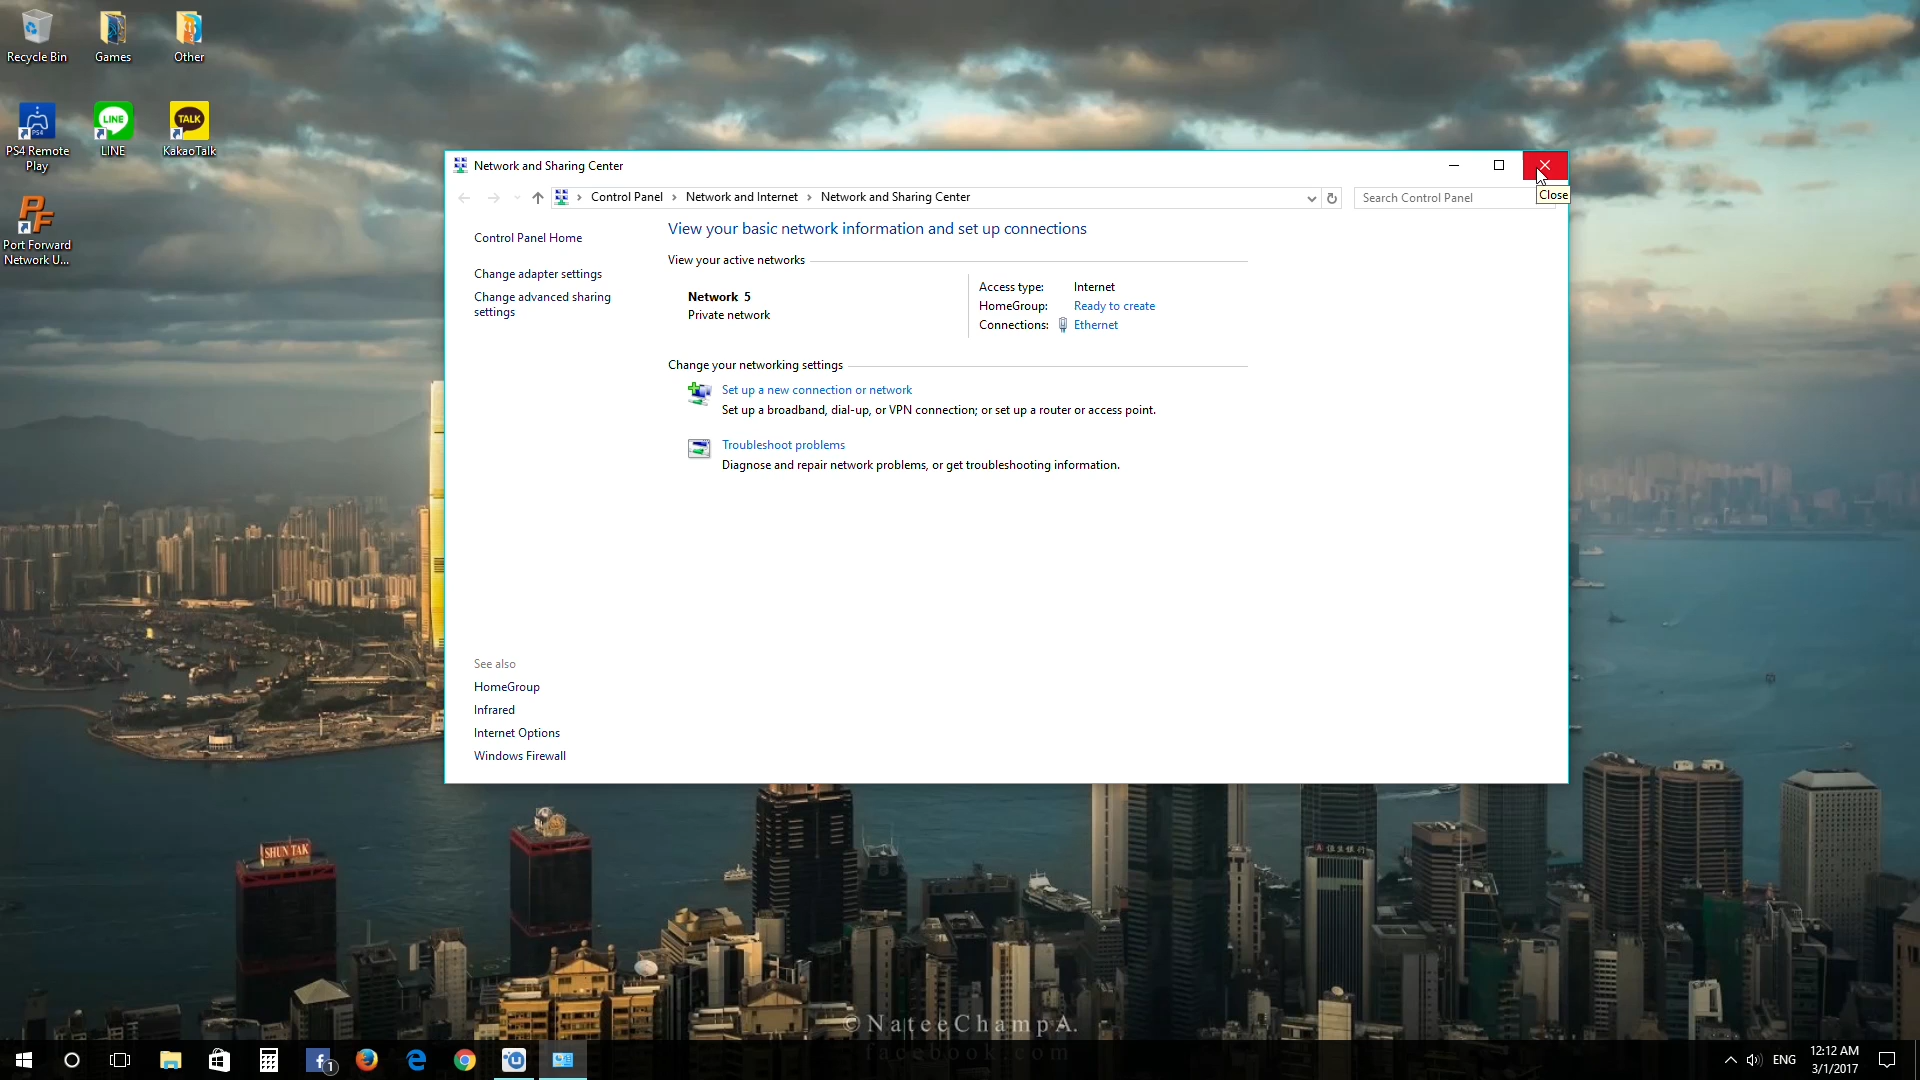 Recycle Bin
Games
Other
PS4 Remote
Play
LINE
TALK
KakaoTalk
PF
Port Forward
Network U...
Network and Sharing Center
Close
Control Panel > Network and Internet > Network and Sharing Center
Search Control Panel
Control Panel Home
Change adapter settings
Change advanced sharing
settings
View your basic network information and set up connections
View your active networks
Network 5
Private network
Access type: Internet
HomeGroup: Ready to create
Connections: Ethernet
Change your networking settings
Set up a new connection or network
Set up a broadband, dial-up, or VPN connection; or set up a router or access point.
Troubleshoot problems
Diagnose and repair network problems, or get troubleshooting information.
See also
HomeGroup
Infrared
Internet Options
Windows Firewall
SHUN TAK
© NateeChampA.
facebook.com
1
ENG
12:12 AM
3/1/2017